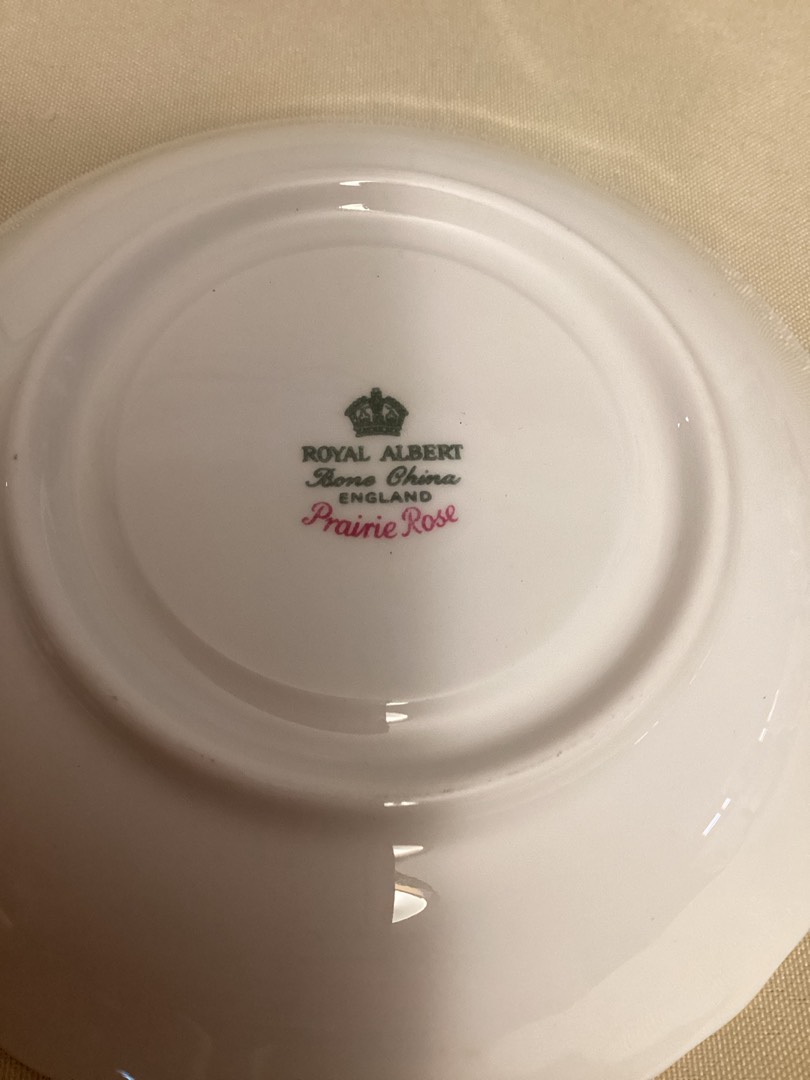 ROYAL ALBERT
Bone China
ENGLAND
Prairie Rose